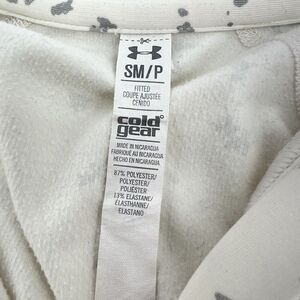 SM/P
FITTED
COUPE AJUSTÉE
CENIDO
cold
gear
MADE IN NICARAGUA
FABRIQUÉ AU NICARAGUA
HECHO EN NICARAGUA
87% POLYESTER/
POLYESTER/
POLIÉSTER
13% ELASTANE/
ÉLASTHANNE/
ELASTANO